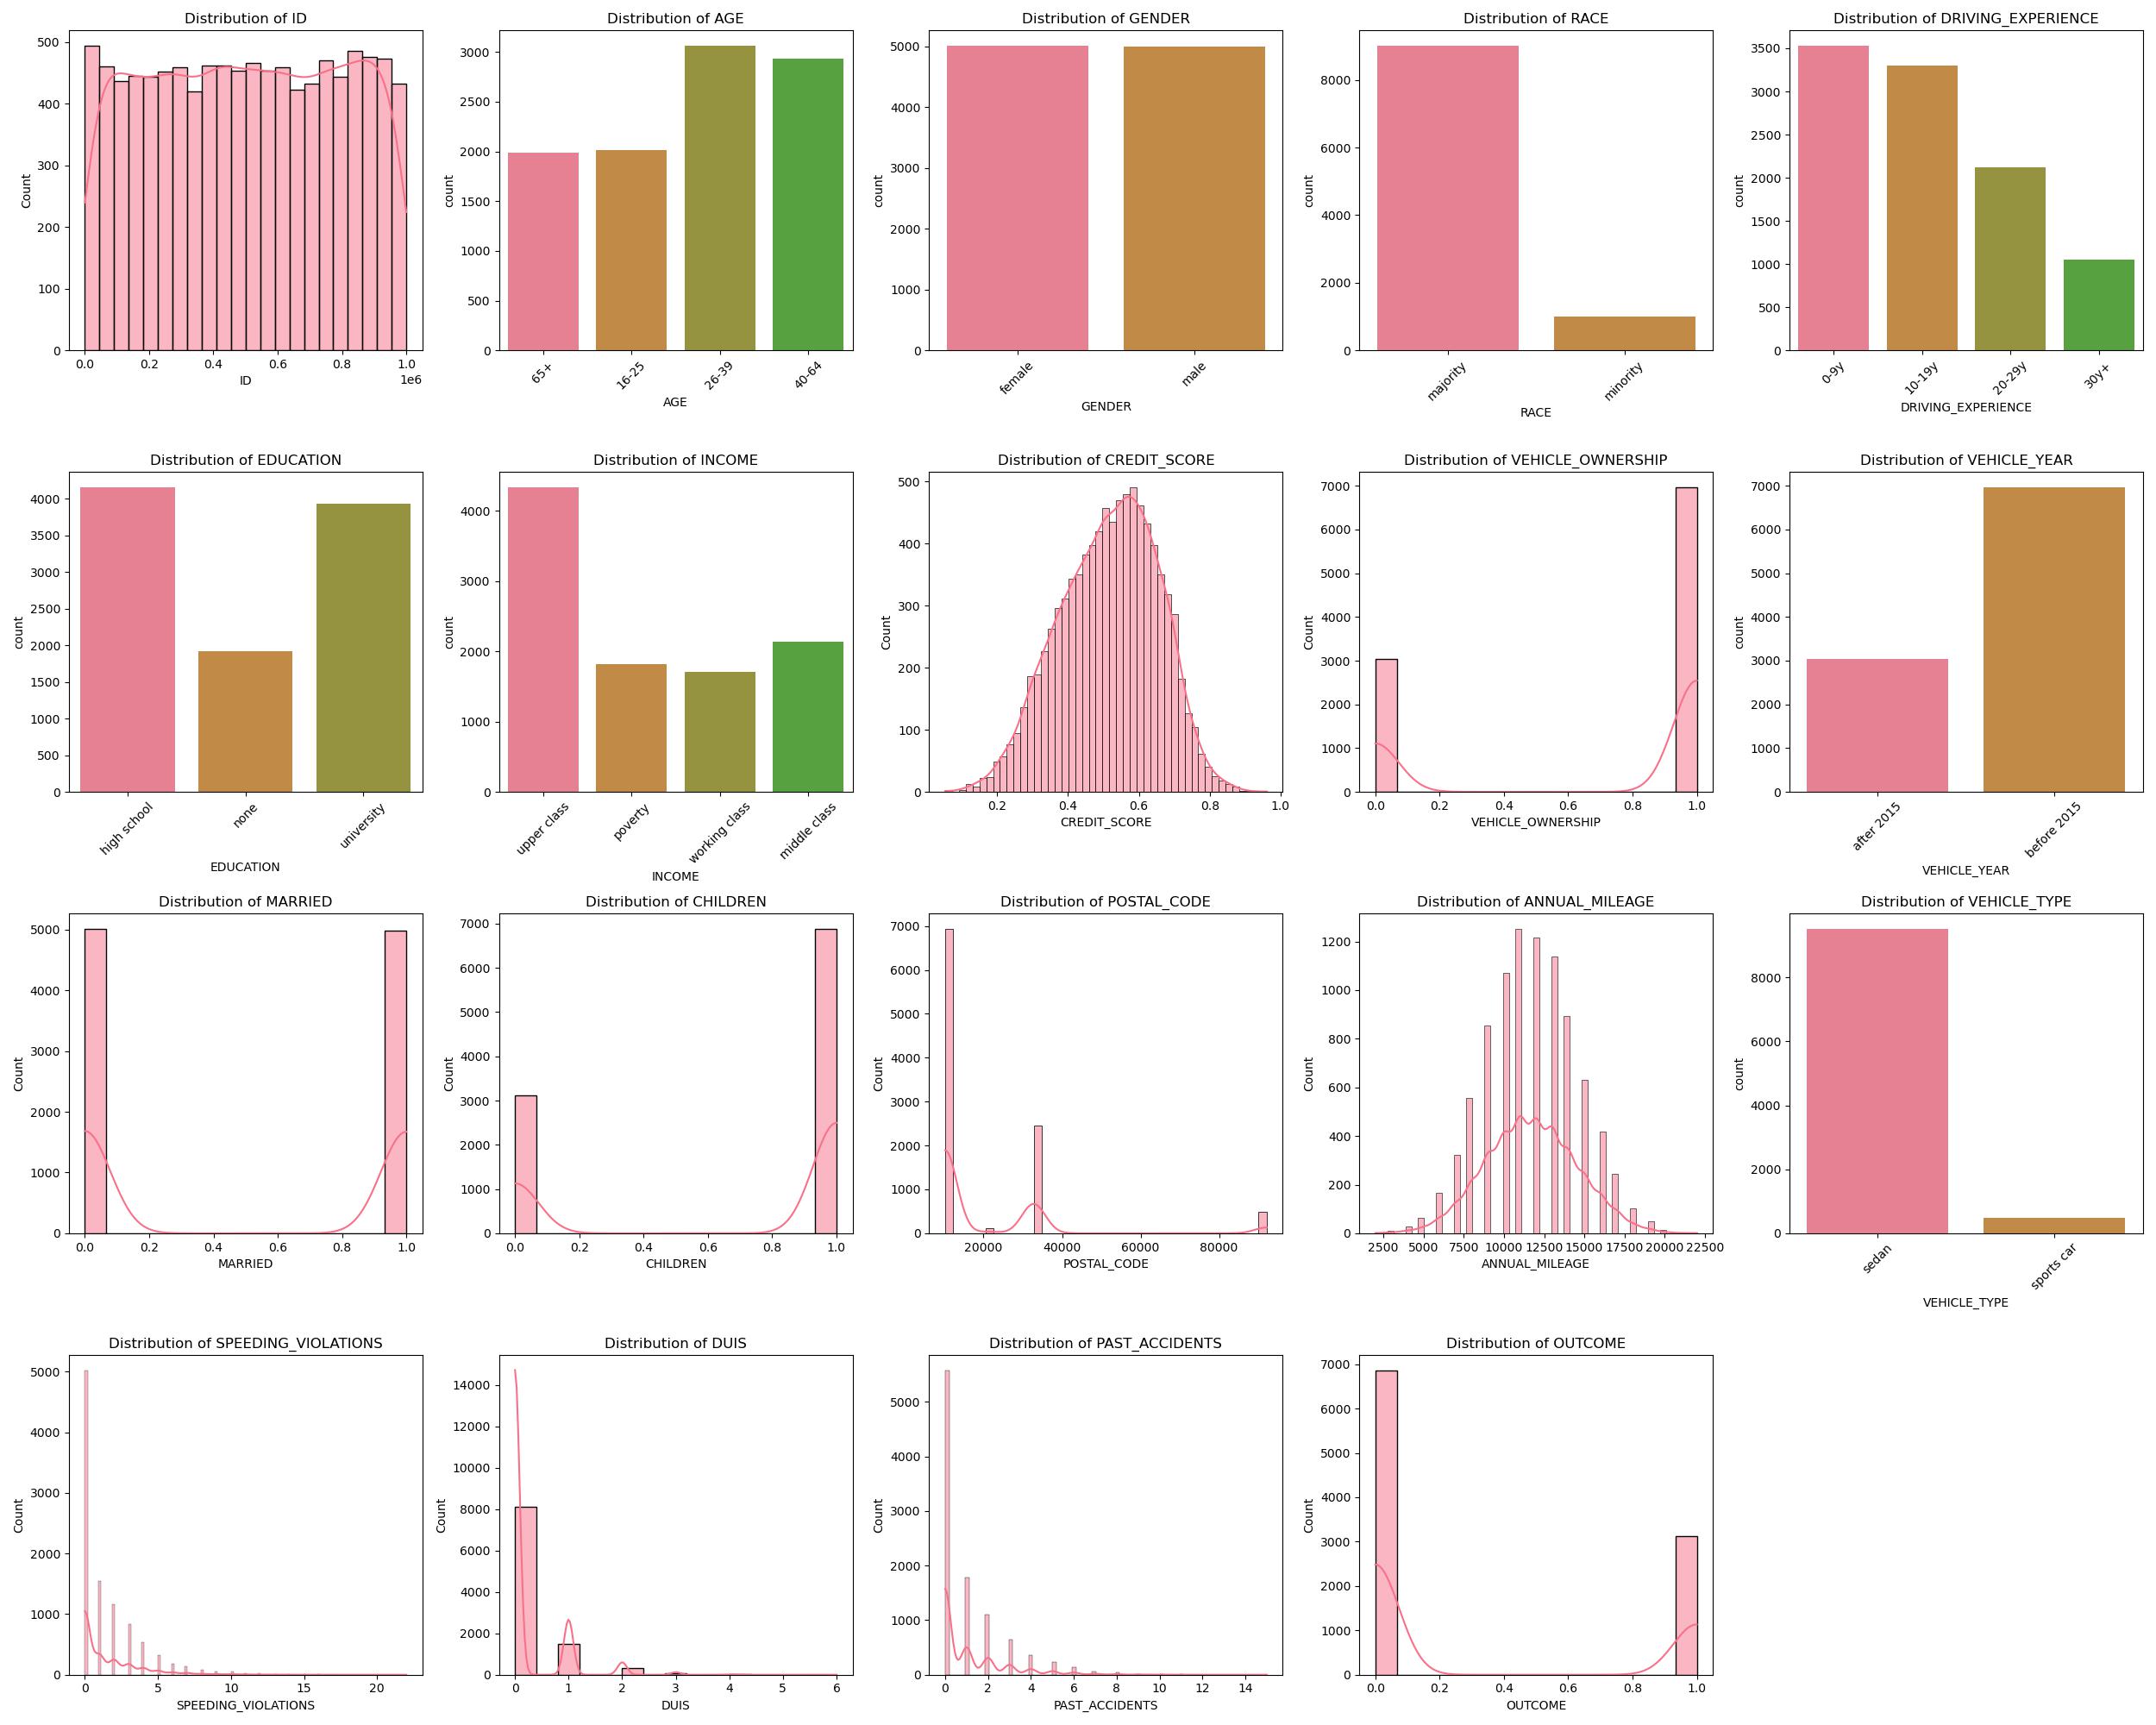 Distribution of ID
500
400
300
200
100
0
Count
0.0 0.2 0.4 0.6 0.8 1.0
1e6
ID
Distribution of AGE
3000
2500
2000
1500
1000
500
0
count
65+ 16-25 26-39 40-64
AGE
Distribution of GENDER
5000
4000
3000
2000
1000
0
count
female male
GENDER
Distribution of RACE
8000
6000
4000
2000
0
count
majority minority
RACE
Distribution of DRIVING_EXPERIENCE
3500
3000
2500
2000
1500
1000
500
0
count
0-9y 10-19y 20-29y 30y+
DRIVING_EXPERIENCE
Distribution of EDUCATION
4000
3500
3000
2500
2000
1500
1000
500
0
count
high school none university
EDUCATION
Distribution of INCOME
4000
3000
2000
1000
0
count
upper class poverty working class middle class
INCOME
Distribution of CREDIT_SCORE
500
400
300
200
100
0
Count
0.2 0.4 0.6 0.8 1.0
CREDIT_SCORE
Distribution of VEHICLE_OWNERSHIP
7000
6000
5000
4000
3000
2000
1000
0
Count
0.0 0.2 0.4 0.6 0.8 1.0
VEHICLE_OWNERSHIP
Distribution of VEHICLE_YEAR
7000
6000
5000
4000
3000
2000
1000
0
count
after 2015 before 2015
VEHICLE_YEAR
Distribution of MARRIED
5000
4000
3000
2000
1000
0
Count
0.0 0.2 0.4 0.6 0.8 1.0
MARRIED
Distribution of CHILDREN
7000
6000
5000
4000
3000
2000
1000
0
Count
0.0 0.2 0.4 0.6 0.8 1.0
CHILDREN
Distribution of POSTAL_CODE
7000
6000
5000
4000
3000
2000
1000
0
Count
20000 40000 60000 80000
POSTAL_CODE
Distribution of ANNUAL_MILEAGE
1200
1000
800
600
400
200
0
Count
2500 5000 7500 10000 12500 15000 17500 20000 22500
ANNUAL_MILEAGE
Distribution of VEHICLE_TYPE
8000
6000
4000
2000
0
count
sedan sports car
VEHICLE_TYPE
Distribution of SPEEDING_VIOLATIONS
5000
4000
3000
2000
1000
0
Count
0 5 10 15 20
SPEEDING_VIOLATIONS
Distribution of DUIS
14000
12000
10000
8000
6000
4000
2000
0
Count
0 1 2 3 4 5 6
DUIS
Distribution of PAST_ACCIDENTS
5000
4000
3000
2000
1000
0
Count
0 2 4 6 8 10 12 14
PAST_ACCIDENTS
Distribution of OUTCOME
7000
6000
5000
4000
3000
2000
1000
0
Count
0.0 0.2 0.4 0.6 0.8 1.0
OUTCOME